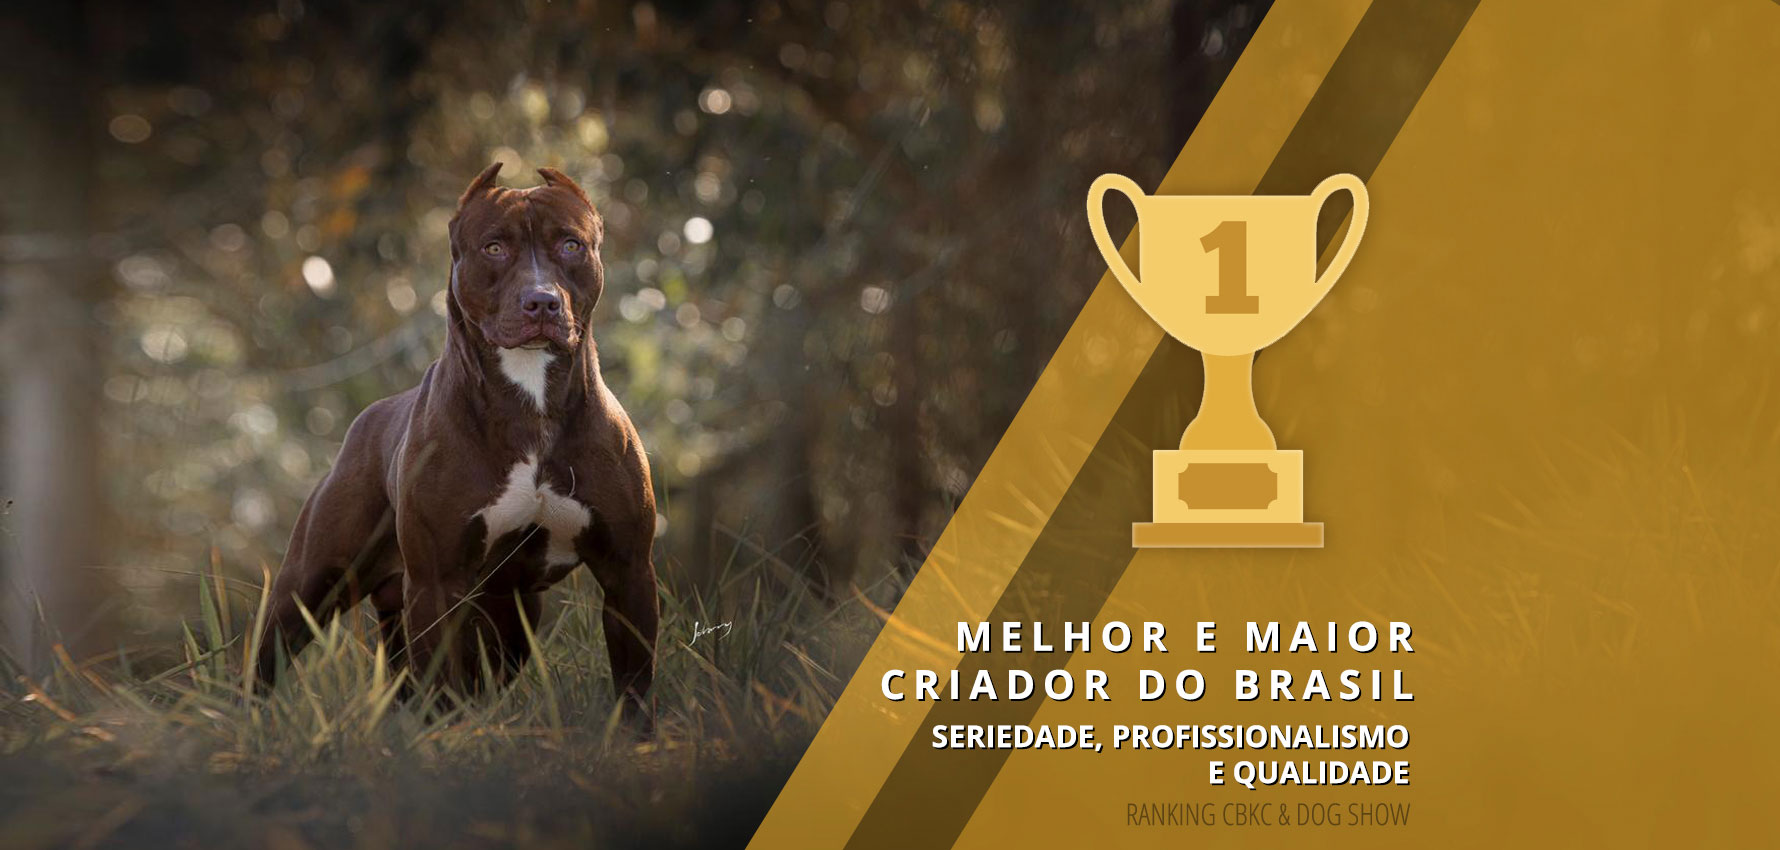 1
MELHOR E MAIOR
CRIADOR DO BRASIL
SERIEDADE, PROFISSIONALISMO
E QUALIDADE
RANKING CBKC & DOG SHOW